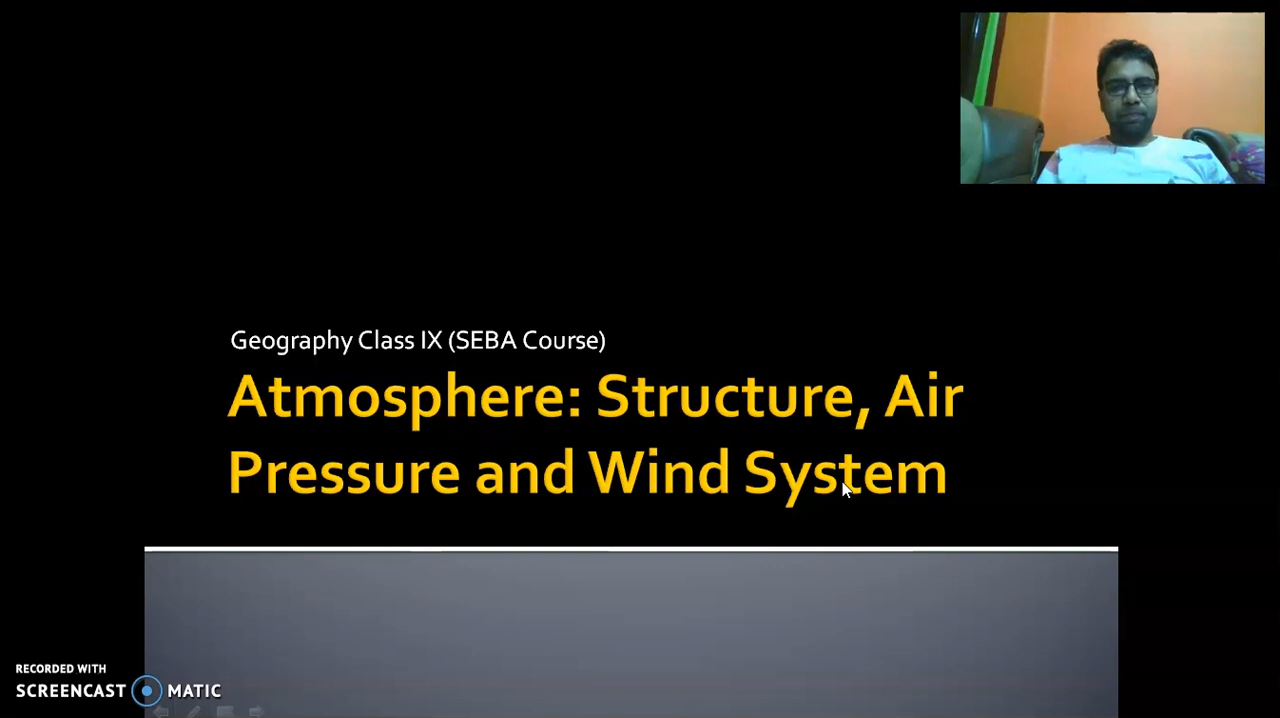 Geography Class IX (SEBA Course)
Atmosphere: Structure, Air
Pressure and Wind System
RECORDED WITH
SCREENCAST MATIC